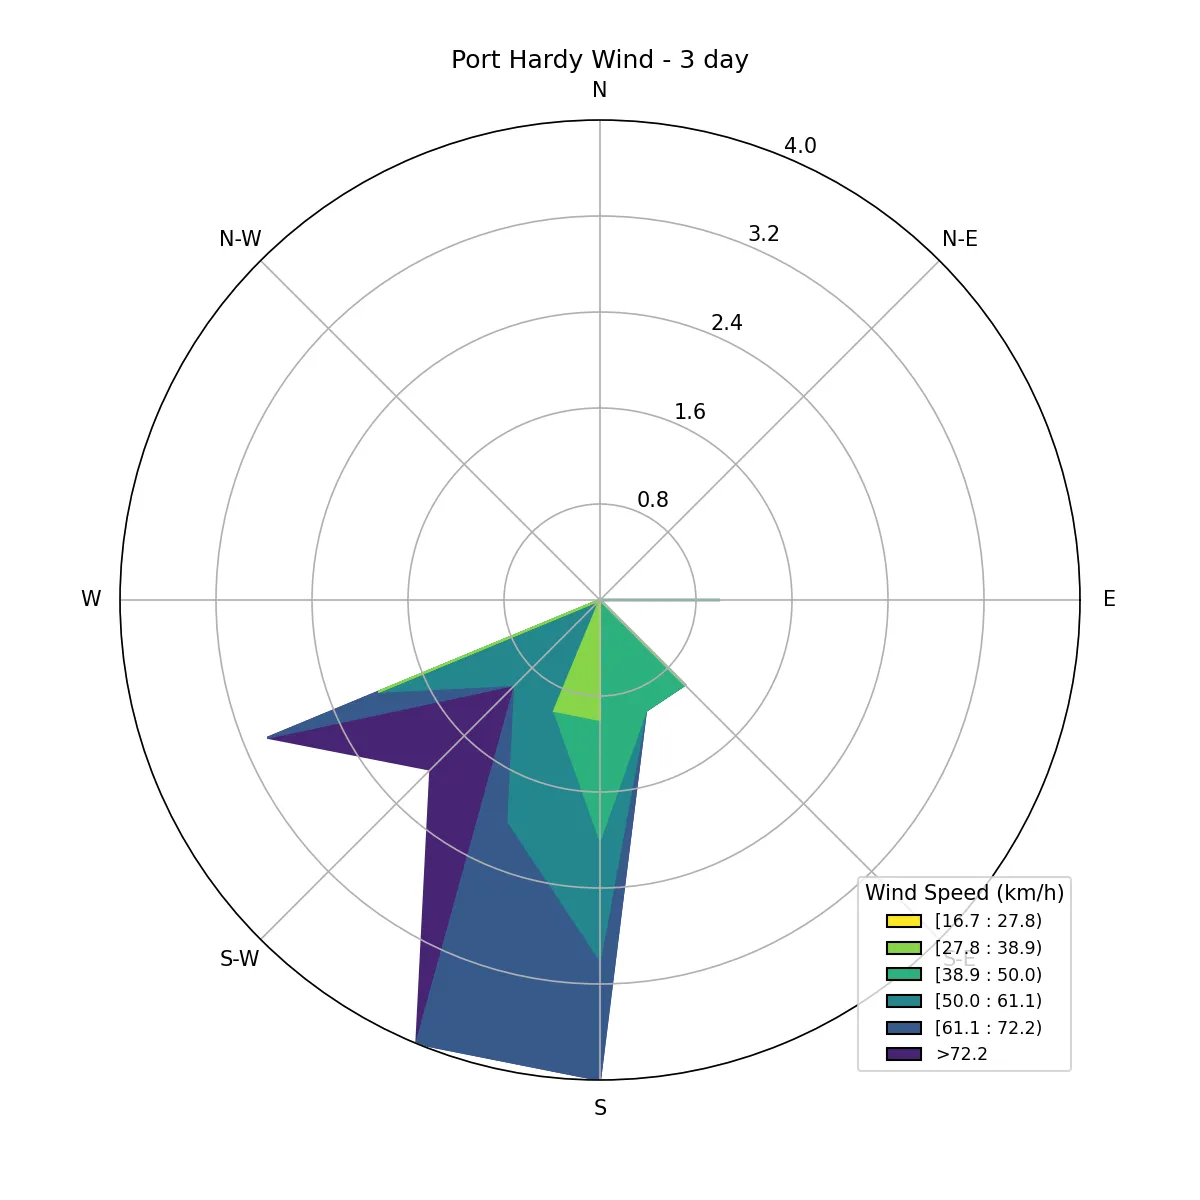 Port Hardy Wind - 3 day
N
4.0
N-W
3.2
N-E
2.4
1.6
0.8
W
E
S-W
S-E
S
Wind Speed (km/h)
[16.7 : 27.8)
[27.8 : 38.9)
[38.9 : 50.0)
[50.0 : 61.1)
[61.1 : 72.2)
>72.2